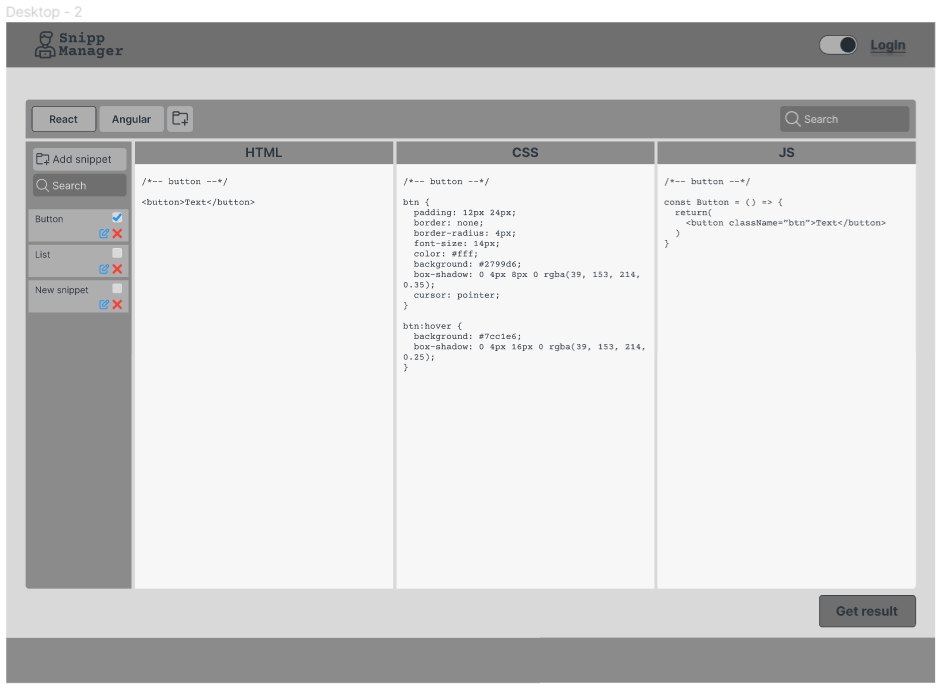 Desktop - 2
Snipp
Manager
Login
React
Angular
Search
Add snippet
Search
Button
List
New snippet
HTML
/*-- button --*/
<button>Text</button>
CSS
/*-- button --*/
btn {
padding: 12px 24px;
border: none;
border-radius: 4px;
font-size: 14px;
color: #fff;
background: #2799d6;
box-shadow: 0 4px 8px 0 rgba(39, 153, 214,
0.35);
cursor: pointer;
}
btn:hover {
background: #7cc1e6;
box-shadow: 0 4px 16px 0 rgba(39, 153, 214,
0.25);
}
JS
/*-- button --*/
const Button = () => {
return(
<button className="btn">Text</button>
)
}
Get result